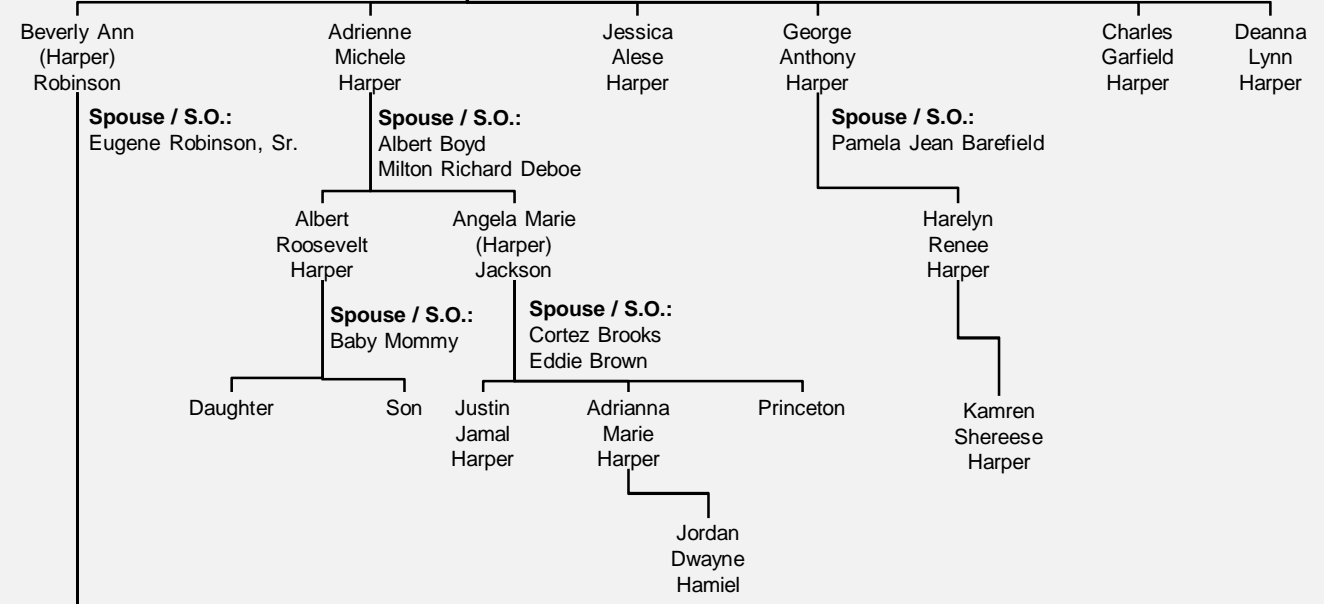 Beverly Ann
(Harper)
Robinson
Adrienne
Michele
Harper
Jessica
Alese
Harper
George
Anthony
Harper
Charles
Garfield
Harper
Deanna
Lynn
Harper
Spouse / S.O.:
Eugene Robinson, Sr.
Spouse / S.O.:
Albert Boyd
Milton Richard Deboe
Spouse / S.O.:
Pamela Jean Barefield
Albert
Roosevelt
Harper
Angela Marie
(Harper)
Jackson
Harelyn
Renee
Harper
Spouse / S.O.:
Baby Mommy
Spouse / S.O.:
Cortez Brooks
Eddie Brown
Daughter
Son
Justin
Jamal
Harper
Adrianna
Marie
Harper
Princeton
Kamren
Shereese
Harper
Jordan
Dwayne
Hamiel